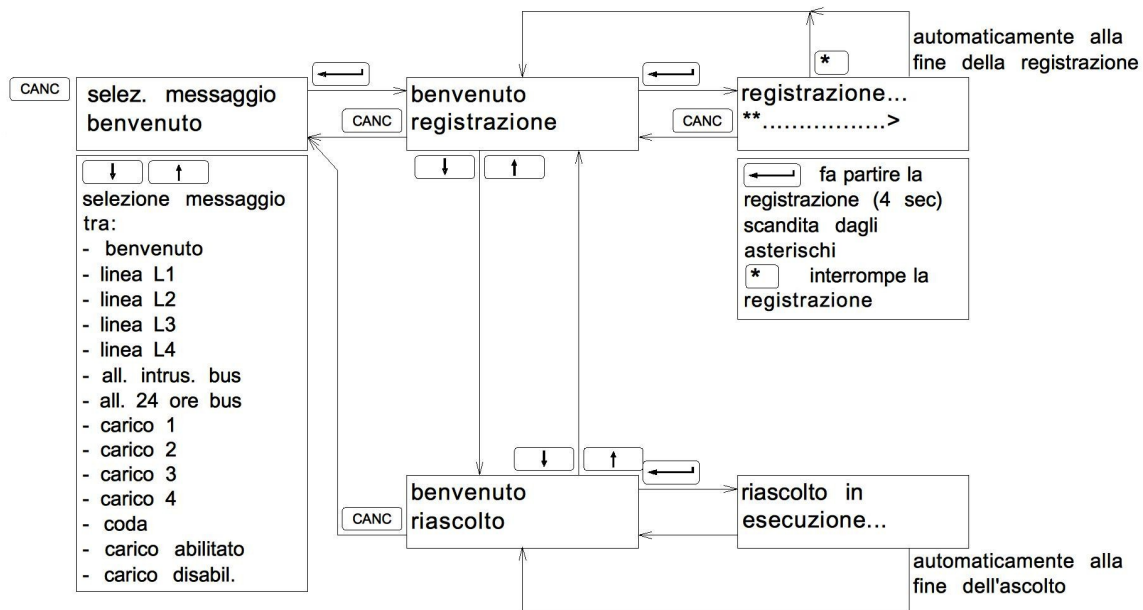 automaticamente alla
fine della registrazione
*
CANC
selez. messaggio
benvenuto
CANC
benvenuto
registrazione
CANC
registrazione...
**.................>
selezione messaggio
tra:
- benvenuto
- linea L1
- linea L2
- linea L3
- linea L4
- all. intrus. bus
- all. 24 ore bus
- carico 1
- carico 2
- carico 3
- carico 4
- coda
- carico abilitato
- carico disabil.
fa partire la
registrazione (4 sec)
scandita dagli
asterischi
* interrompe la
registrazione
CANC
benvenuto
riascolto
riascolto in
esecuzione...
automaticamente alla
fine dell'ascolto